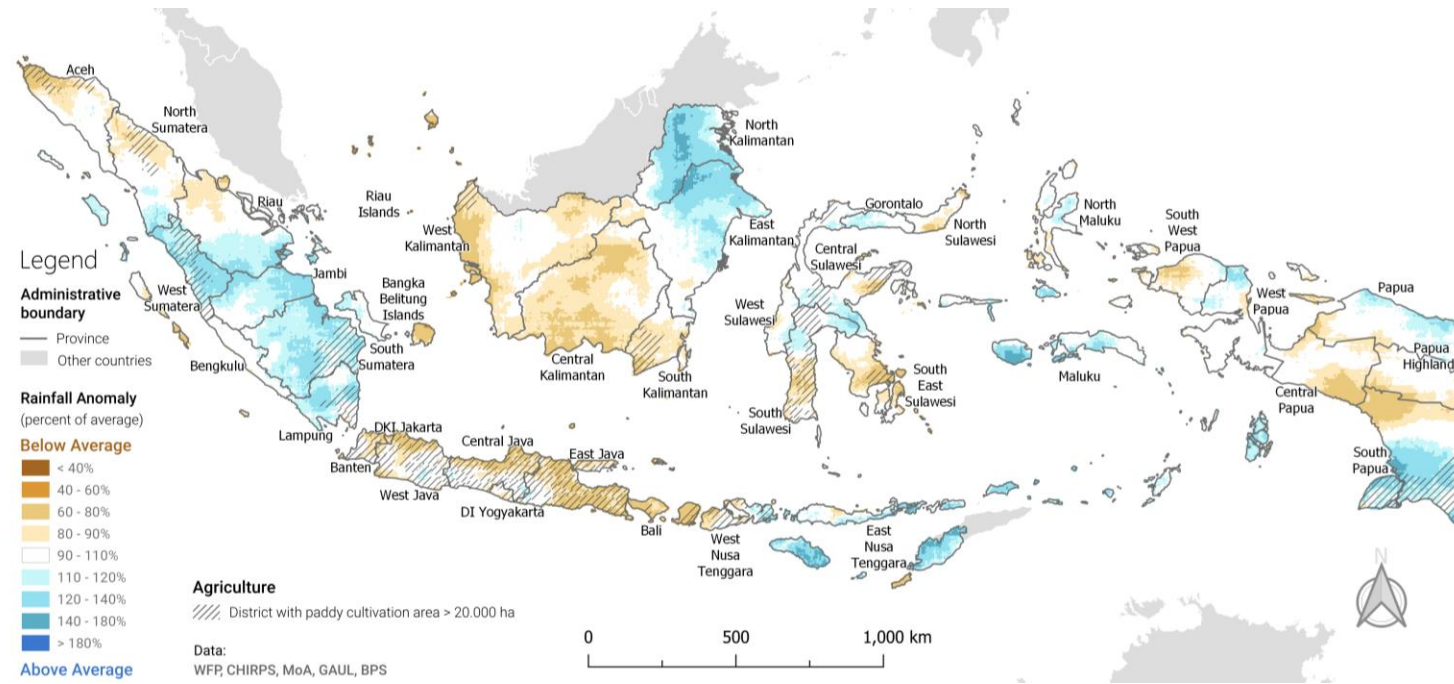 Aceh
North
Sumatera
Riau
Riau
Islands
West
Kalimantan
North
Kalimantan
East
Kalimantan
Gorontalo
North
Sulawesi
Central
Sulawesi
North
Maluku
South
West
Papua
West
Papua
Papua
Papua
Highland
Jambi
Bangka
Belitung
Islands
West
Sumatera
Bengkulu
South
Sumatera
Lampung
Central
Kalimantan
South
Kalimantan
West
Sulawesi
South
Sulawesi
South
East
Sulawesi
Maluku
Central
Papua
South
Papua
DKI Jakarta
Banten
West Java
Central Java
DI Yogyakarta
East Java
Bali
West
Nusa
Tenggara
East
Nusa
Tenggara
Legend
Administrative
boundary
Province
Other countries
Rainfall Anomaly
(percent of average)
Below Average
< 40%
40 - 60%
60 - 80%
80 - 90%
90 - 110%
110 - 120%
120 - 140%
140 - 180%
> 180%
Above Average
Agriculture
District with paddy cultivation area > 20.000 ha
Data:
WFP, CHIRPS, MoA, GAUL, BPS
0 500 1,000 km
N